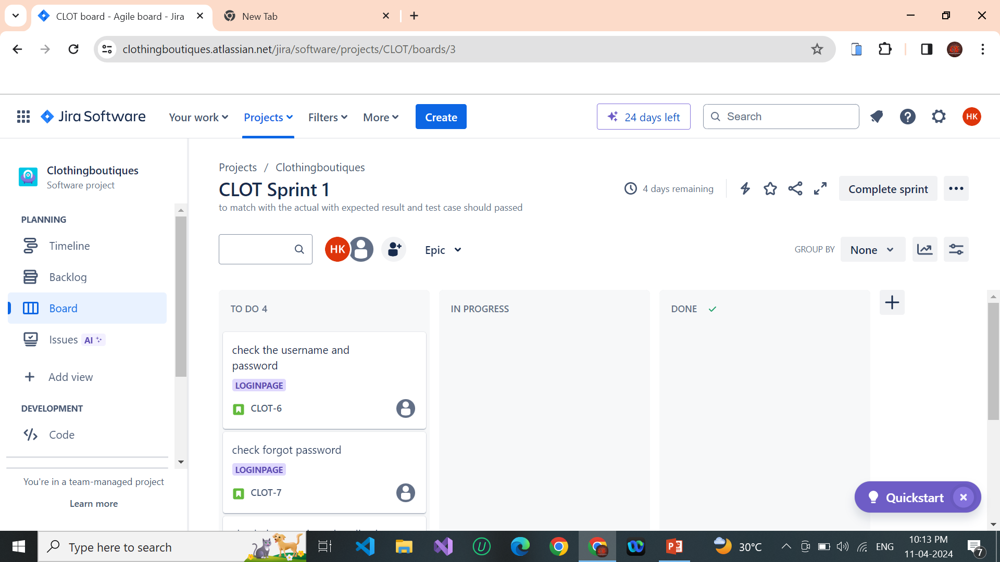 CLOT board - Agile board - Jira
New Tab
clothingboutiques.atlassian.net/jira/software/projects/CLOT/boards/3
Jira Software
Your work
Projects
Filters
More
Create
24 days left
Search
HK
Clothingboutiques
Software project
PLANNING
Timeline
Backlog
Board
Issues AI
Add view
DEVELOPMENT
Code
You're in a team-managed project
Learn more
Projects / Clothingboutiques
CLOT Sprint 1
to match with the actual with expected result and test case should passed
4 days remaining
Complete sprint
HK
Epic
GROUP BY
None
TO DO 4
IN PROGRESS
DONE
check the username and
password
LOGINPAGE
CLOT-6
check forgot password
LOGINPAGE
CLOT-7
Quickstart
Type here to search
30°C
ENG
10:13 PM
11-04-2024
7